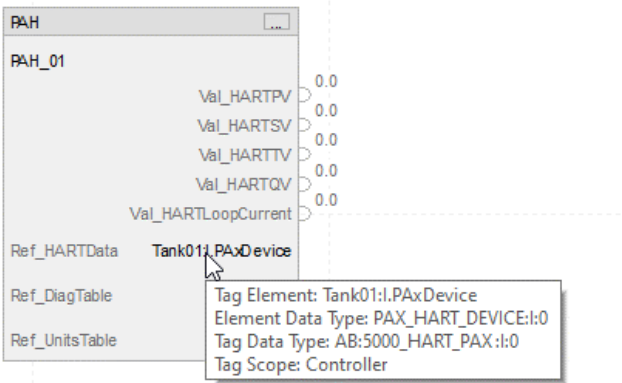 PAH ...
PAH_01
0.0
Val_HARTPV
0.0
Val_HARTSV
0.0
Val_HARTTV
0.0
Val_HARTQV
0.0
Val_HARTLoopCurrent
Ref_HARTData Tank01:I.PAxDevice
Ref_DiagTable
Ref_UnitsTable
Tag Element: Tank01:I.PAxDevice
Element Data Type: PAX_HART_DEVICE:I:0
Tag Data Type: AB:5000_HART_PAX :I:0
Tag Scope: Controller